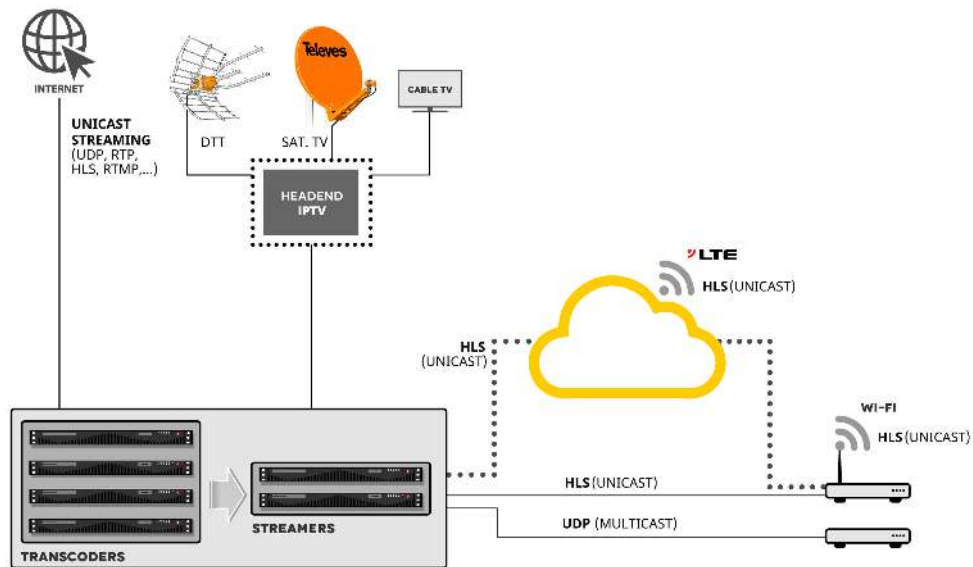 INTERNET
UNICAST
STREAMING
(UDP, RTP,
HLS, RTMP,...)
DTT
Televes
SAT. TV
CABLE TV
HEADEND
IPTV
LTE
HLS (UNICAST)
HLS
(UNICAST)
WI-FI
HLS (UNICAST)
HLS (UNICAST)
UDP (MULTICAST)
STREAMERS
TRANSCODERS